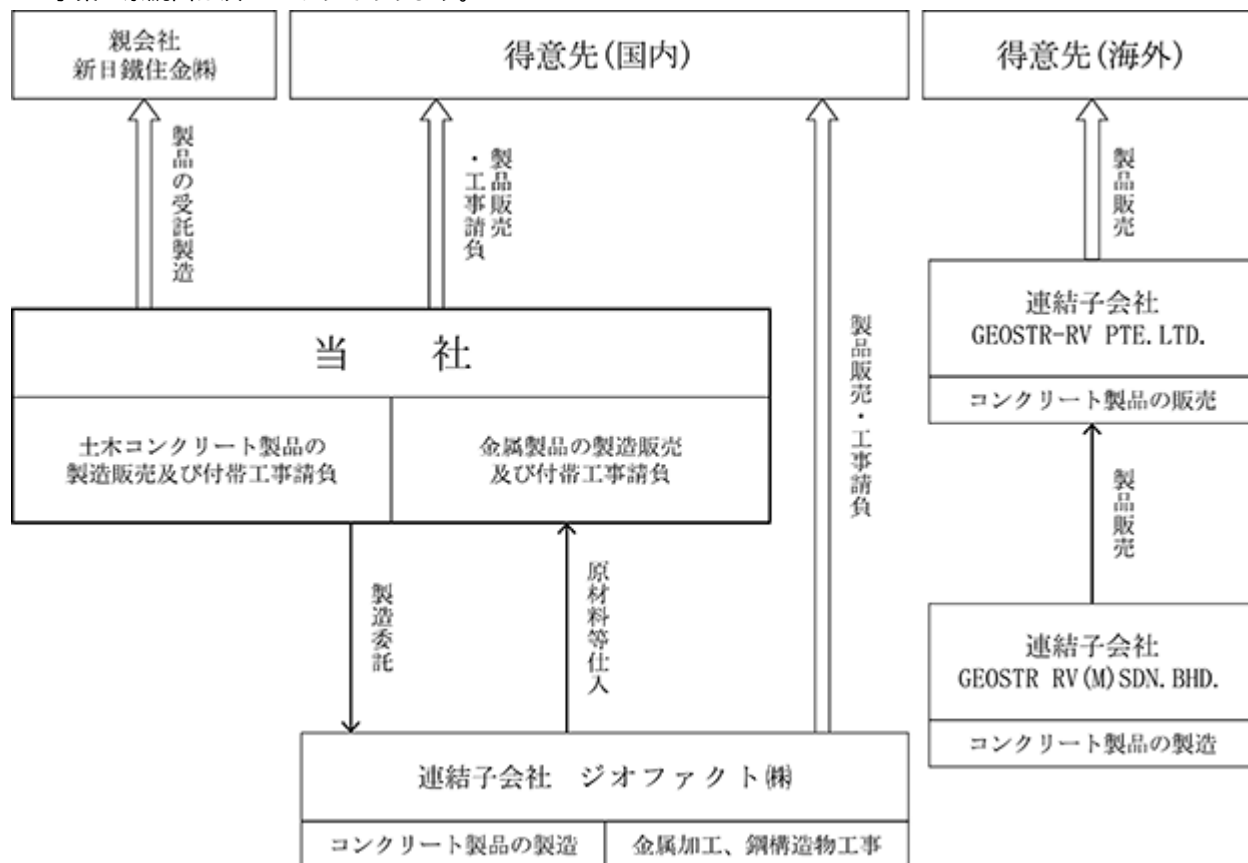 親会社
新日鐵住金㈱
得意先(国内)
得意先(海外)
製品の受託製造
製品販売
・工事請負
製品販売・工事請負
製品販売
連結子会社
GEOSTR-RV PTE.LTD.
コンクリート製品の販売
当 社
土木コンクリート製品の
製造販売及び付帯工事請負
金属製品の製造販売
及び付帯工事請負
製造委託
原材料等仕入
製品販売
連結子会社
GEOSTR RV(M)SDN.BHD.
コンクリート製品の製造
連結子会社 ジオファクト㈱
コンクリート製品の製造
金属加工、鋼構造物工事